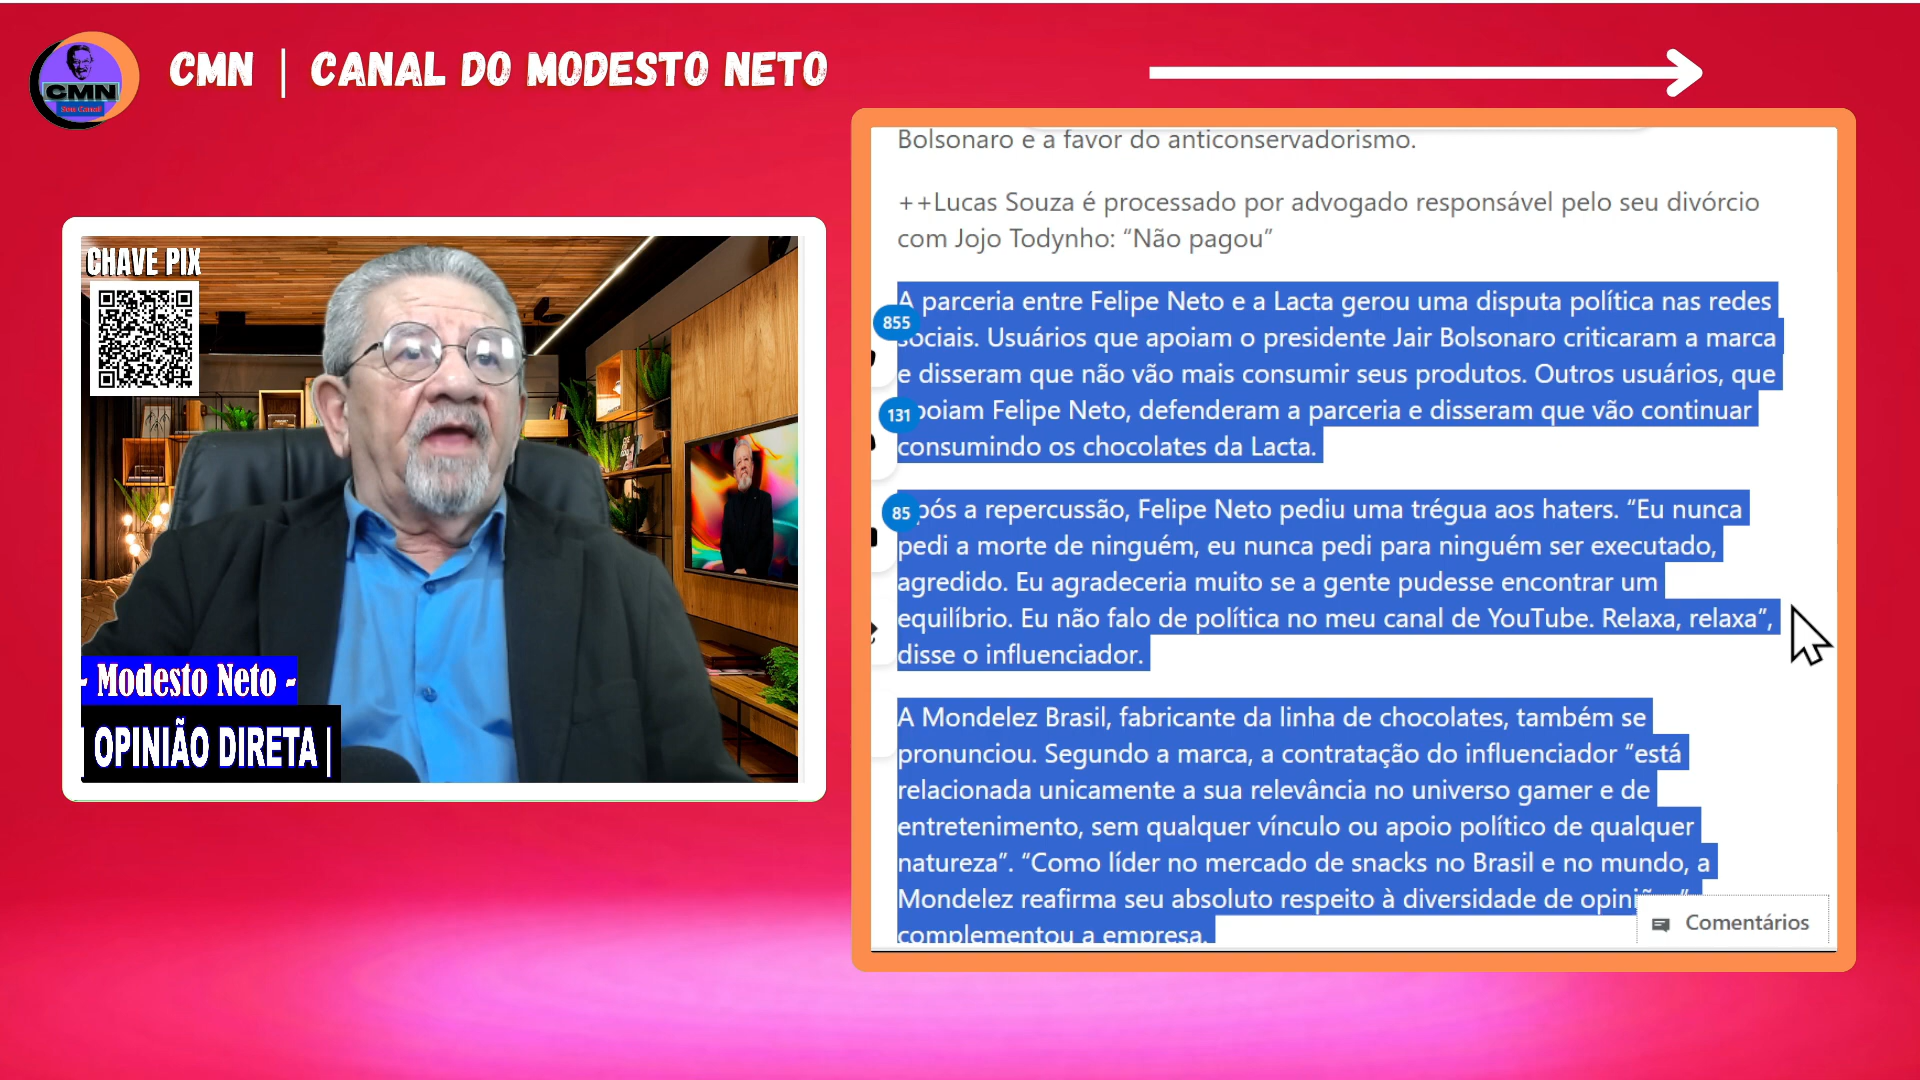 CMN | CANAL DO MODESTO NETO
CMN
Seu Canal
CHAVE PIX
- Modesto Neto -
| OPINIÃO DIRETA |
Bolsonaro e a favor do anticonservadorismo.
++Lucas Souza é processado por advogado responsável pelo seu divórcio
com Jojo Todynho: “Não pagou”
A parceria entre Felipe Neto e a Lacta gerou uma disputa política nas redes
855
sociais. Usuários que apoiam o presidente Jair Bolsonaro criticaram a marca
e disseram que não vão mais consumir seus produtos. Outros usuários, que
131
poiam Felipe Neto, defenderam a parceria e disseram que vão continuar
consumindo os chocolates da Lacta.
85
pós a repercussão, Felipe Neto pediu uma trégua aos haters. “Eu nunca
pedi a morte de ninguém, eu nunca pedi para ninguém ser executado,
agredido. Eu agradeceria muito se a gente pudesse encontrar um
equilíbrio. Eu não falo de política no meu canal de YouTube. Relaxa, relaxa”,
disse o influenciador.
A Mondelez Brasil, fabricante da linha de chocolates, também se
pronunciou. Segundo a marca, a contratação do influenciador “está
relacionada unicamente a sua relevância no universo gamer e de
entretenimento, sem qualquer vínculo ou apoio político de qualquer
natureza”. “Como líder no mercado de snacks no Brasil e no mundo, a
Mondelez reafirma seu absoluto respeito à diversidade de
complementou a empresa.
Comentários